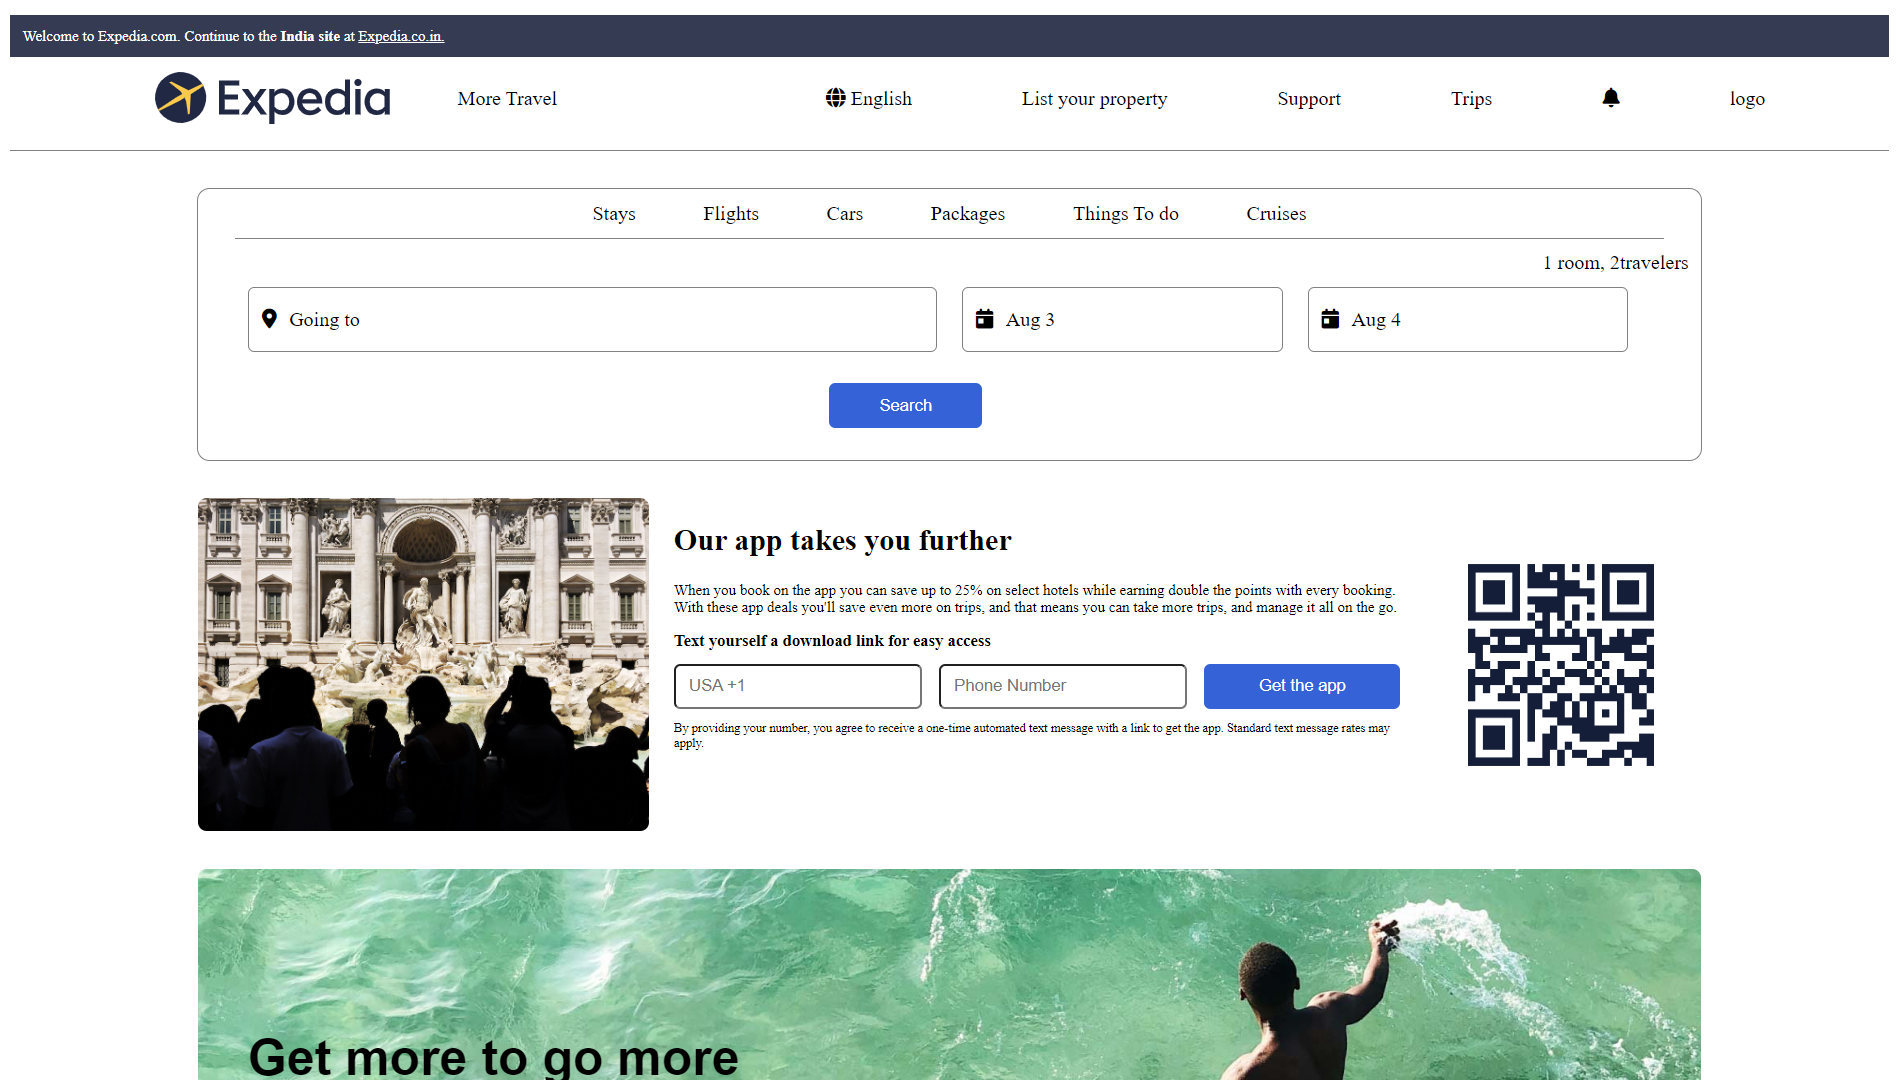 Welcome to Expedia.com. Continue to the India site at Expedia.co.in.
Expedia
More Travel
English
List your property
Support
Trips
logo
Stays
Flights
Cars
Packages
Things To do
Cruises
1 room, 2travelers
Going to
Aug 3
Aug 4
Search
Our app takes you further
When you book on the app you can save up to 25% on select hotels while earning double the points with every booking.
With these app deals you'll save even more on trips, and that means you can take more trips, and manage it all on the go.
Text yourself a download link for easy access
USA +1
Phone Number
Get the app
By providing your number, you agree to receive a one-time automated text message with a link to get the app. Standard text message rates may
apply.
Get more to go more